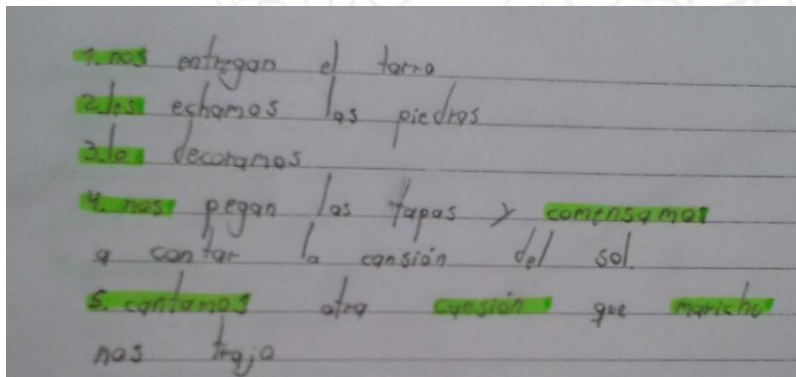 1. nos entregan el tarro
2. les echamos las piedras
3. lo decoramos
4. nos pegan las tapas y comensamos
a cantar la cansión del sol.
5. cantamos otra cansión que marichu
nos trajo